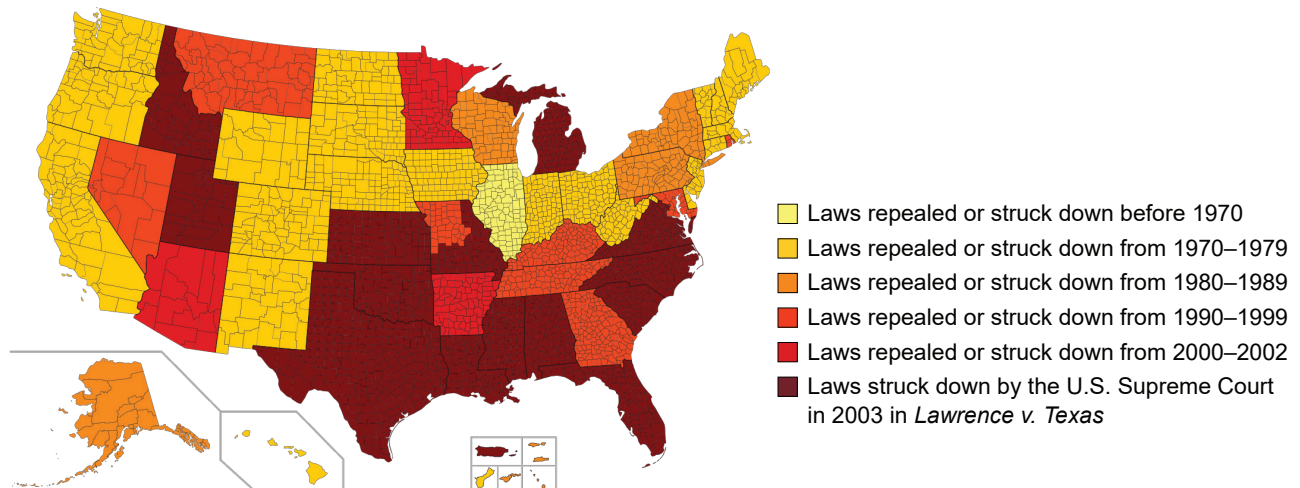 Laws repealed or struck down before 1970
Laws repealed or struck down from 1970–1979
Laws repealed or struck down from 1980–1989
Laws repealed or struck down from 1990–1999
Laws repealed or struck down from 2000–2002
Laws struck down by the U.S. Supreme Court
in 2003 in Lawrence v. Texas